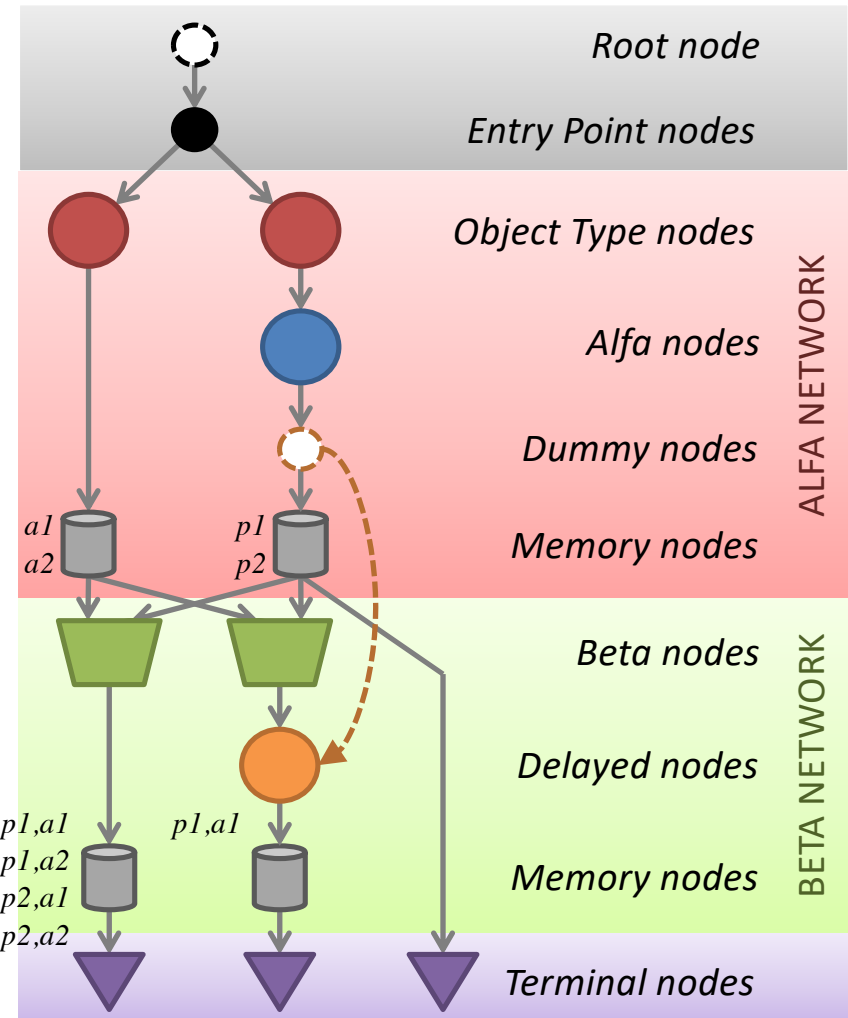 Root node
Entry Point nodes
Object Type nodes
Alfa nodes
Dummy nodes
a1
a2
p1
p2
Memory nodes
ALFA NETWORK
Beta nodes
Delayed nodes
p1,a1
p1,a2
p2,a1
p2,a2
p1,a1
Memory nodes
BETA NETWORK
Terminal nodes